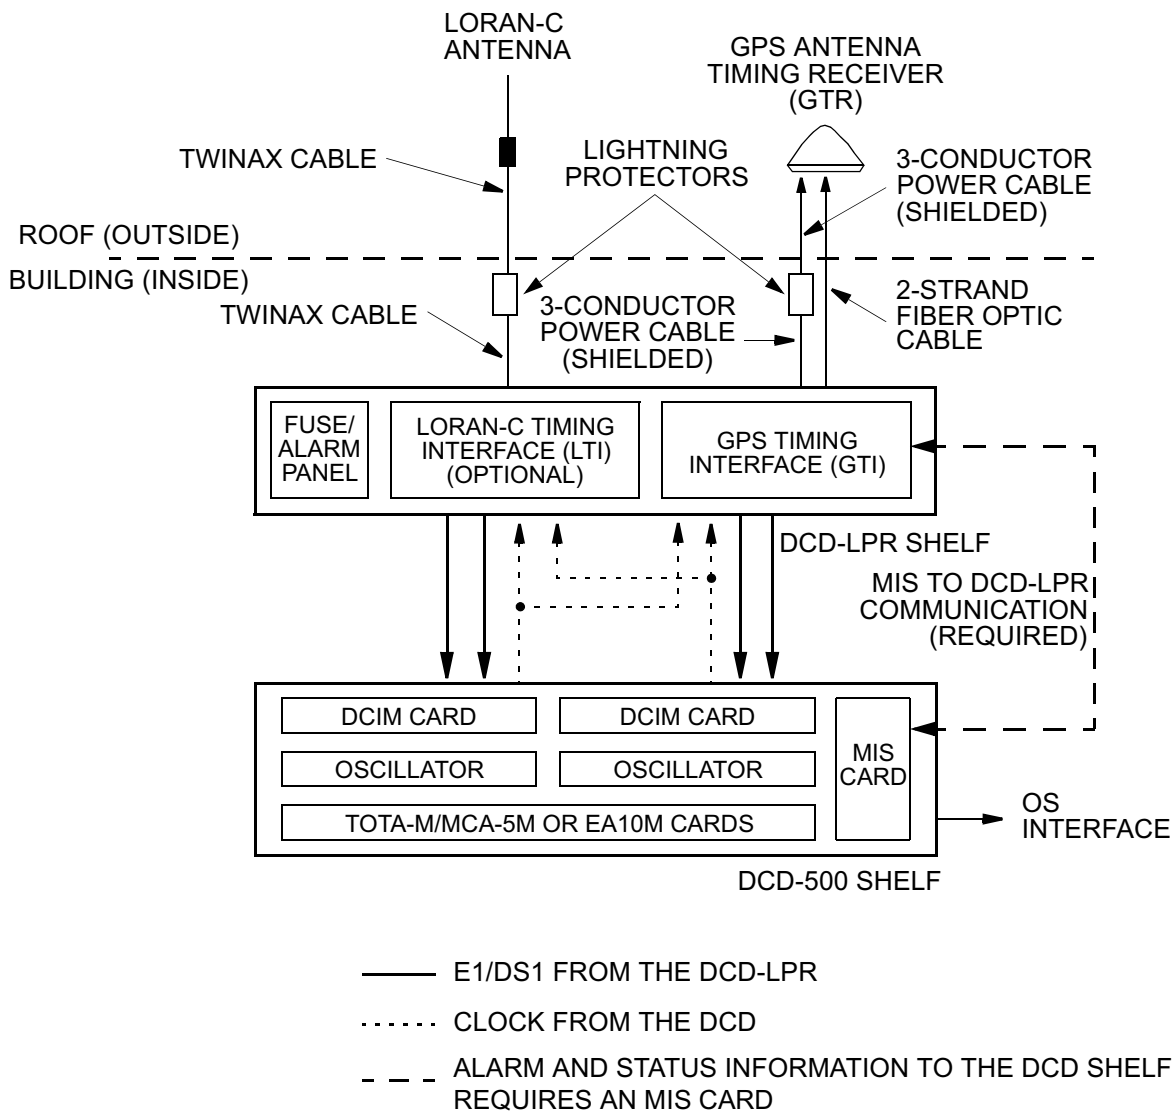 LORAN-C
ANTENNA
GPS ANTENNA
TIMING RECEIVER
(GTR)
TWINAX CABLE
LIGHTNING
PROTECTORS
3-CONDUCTOR
POWER CABLE
(SHIELDED)
ROOF (OUTSIDE)
BUILDING (INSIDE)
TWINAX CABLE
3-CONDUCTOR
POWER CABLE
(SHIELDED)
2-STRAND
FIBER OPTIC
CABLE
FUSE/
ALARM
PANEL
LORAN-C TIMING
INTERFACE (LTI)
(OPTIONAL)
GPS TIMING
INTERFACE (GTI)
DCD-LPR SHELF
MIS TO DCD-LPR
COMMUNICATION
(REQUIRED)
DCIM CARD
DCIM CARD
OSCILLATOR
OSCILLATOR
MIS
CARD
TOTA-M/MCA-5M OR EA10M CARDS
OS
INTERFACE
DCD-500 SHELF
E1/DS1 FROM THE DCD-LPR
CLOCK FROM THE DCD
ALARM AND STATUS INFORMATION TO THE DCD SHELF
REQUIRES AN MIS CARD